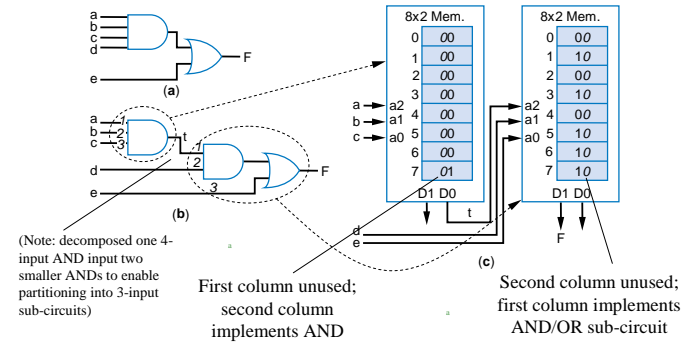 a
b
c
d
e
F
(a)
a
b
c
1
2
3
t
1
2
3
d
e
F
(b)
(Note: decomposed one 4-
input AND input two
smaller ANDs to enable
partitioning into 3-input
sub-circuits)
a
8x2 Mem.
0 00
1 00
2 00
3 00
4 00
5 00
6 00
7 01
a a2
b a1
c a0
D1 D0
t
d
e
8x2 Mem.
0 00
1 10
2 00
3 10
4 00
5 10
6 10
7 10
a2
a1
a0
D1 D0
F
(c)
First column unused;
second column
implements AND
a
Second column unused;
first column implements
AND/OR sub-circuit